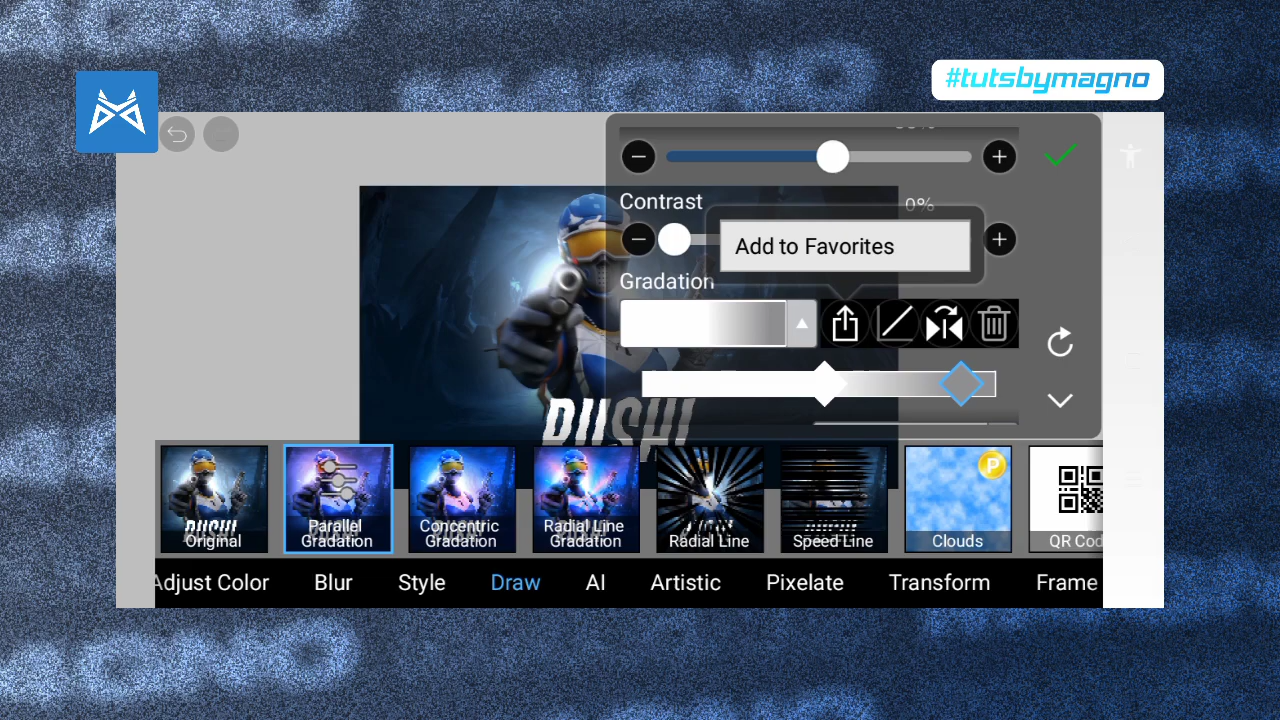 #tutsbymagno
Contrast
0%
Add to Favorites
Gradation
Original
Parallel
Gradation
Concentric
Gradation
Radial Line
Gradation
Radial Line
Speed Line
P
Clouds
QR Cod
Adjust Color
Blur
Style
Draw
AI
Artistic
Pixelate
Transform
Frame